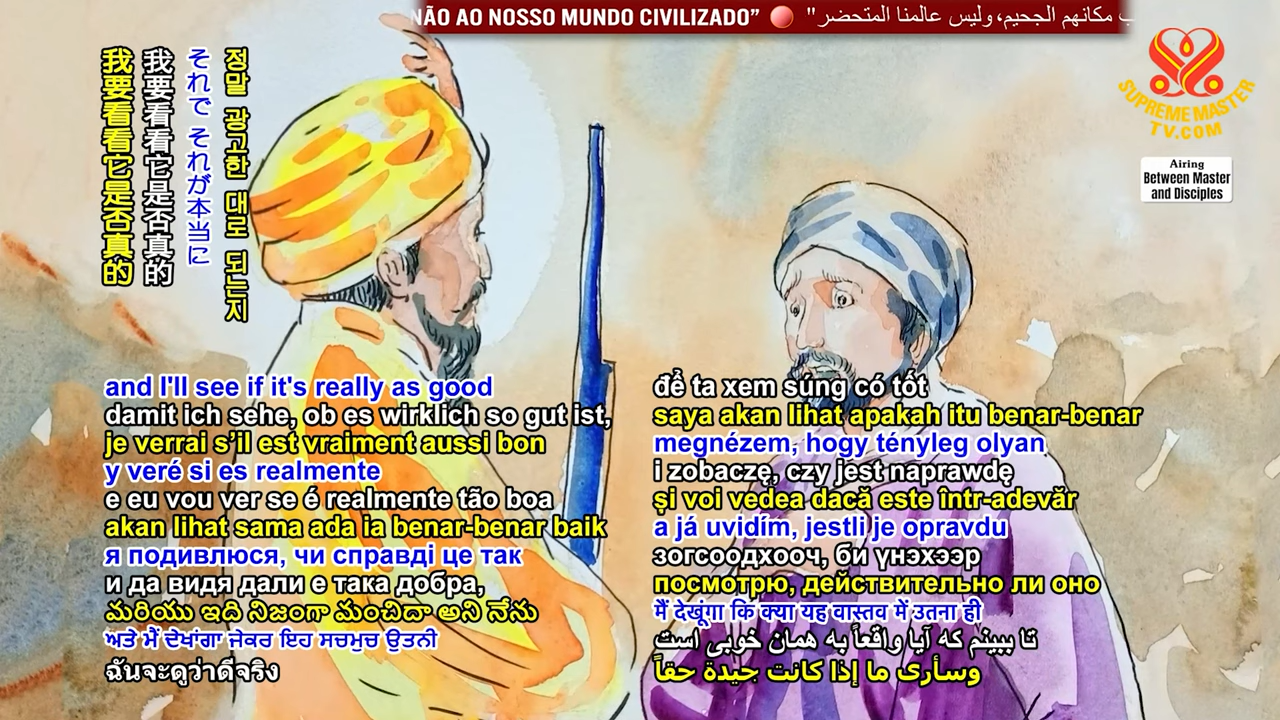 NÃO AO NOSSO MUNDO CIVILIZADO”
مكانهم الجحيم، وليس عالمنا المتحضر"
SUPREME MASTER
TV.COM
Airing
Between Master
and Disciples
我要看看它是否真的
我要看看它是否真的
それで それが本当に
정말 광고한 대로 되는지
and I'll see if it's really as good
damit ich sehe, ob es wirklich so gut ist,
je verrai s’il est vraiment aussi bon
y veré si es realmente
e eu vou ver se é realmente tão boa
akan lihat sama ada ia benar-benar baik
я подивлюся, чи справді це так
и да видя дали е така добра,
మరియు ఇది నిజంగా మంచిదా అని నేను
ਅਤੇ ਮੈਂ ਦੇਖਾਂਗਾ ਜੇਕਰ ਇਹ ਸਚਮੁਚ ਉਤਨੀ
ฉันจะดูว่าดีจริง
để ta xem súng có tốt
saya akan lihat apakah itu benar-benar
megnézem, hogy tényleg olyan
i zobaczę, czy jest naprawdę
și voi vedea dacă este într-adevăr
a já uvidím, jestli je opravdu
зогсоодхооч, би үнэхээр
посмотрю, действительно ли оно
मैं देखूंगा कि क्या यह वास्तव में उतना ही
تا ببینم که آیا واقعاً به همان خوبی است
وسأرى ما إذا كانت جيدة حقاً